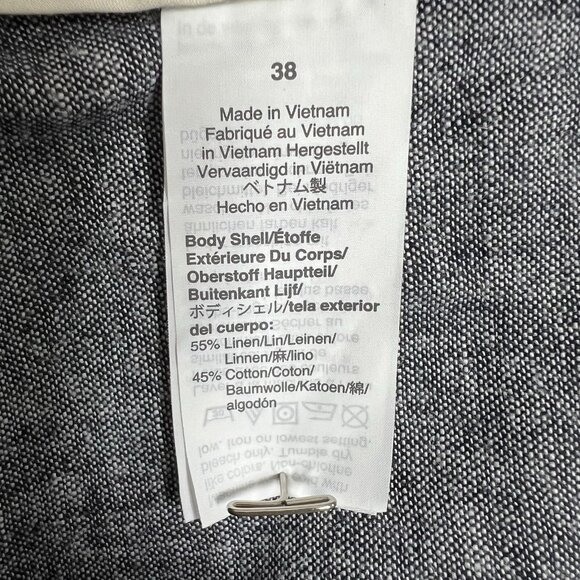 38
Made in Vietnam
Fabriqué au Vietnam
in Vietnam Hergestellt
Vervaardigd in Viëtnam
ベトナム製
Hecho en Vietnam
Body Shell/Étoffe
Extérieure Du Corps/
Oberstoff Hauptteil/
Buitenkant Lijf/
ボディシェル/tela exterior
del cuerpo:
55% Linen/Lin/Leinen/
Linnen/麻/lino
45% Cotton/Coton/
Baumwolle/Katoen/綿/
algodón